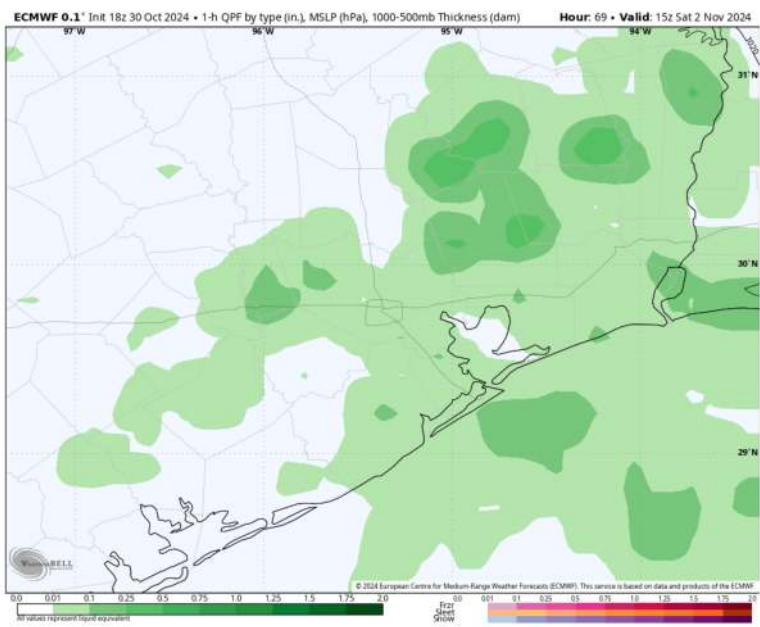 ECMWF 0.1° Init 18z 30 Oct 2024 • 1-h QPF by type (in.), MSLP (hPa), 1000-500mb Thickness (dam) Hour: 69 • Valid: 15z Sat 2 Nov 2024
97°W 96°W 95°W 94°W
1020
31°N
30°N
29°N
WEATHERBELL
© 2024 European Centre for Medium-Range Weather Forecasts (ECMWF). This service is based on data and products of the ECMWF
0.0 0.01 0.1 0.25 0.5 0.75 1.0 1.25 1.50 1.75 2.0 0.0 0.01 0.1 0.25 0.5 0.75 1.0 1.25 1.5 1.75 2.0
Frzr
Sleet
Snow
All values represent liquid equivalent